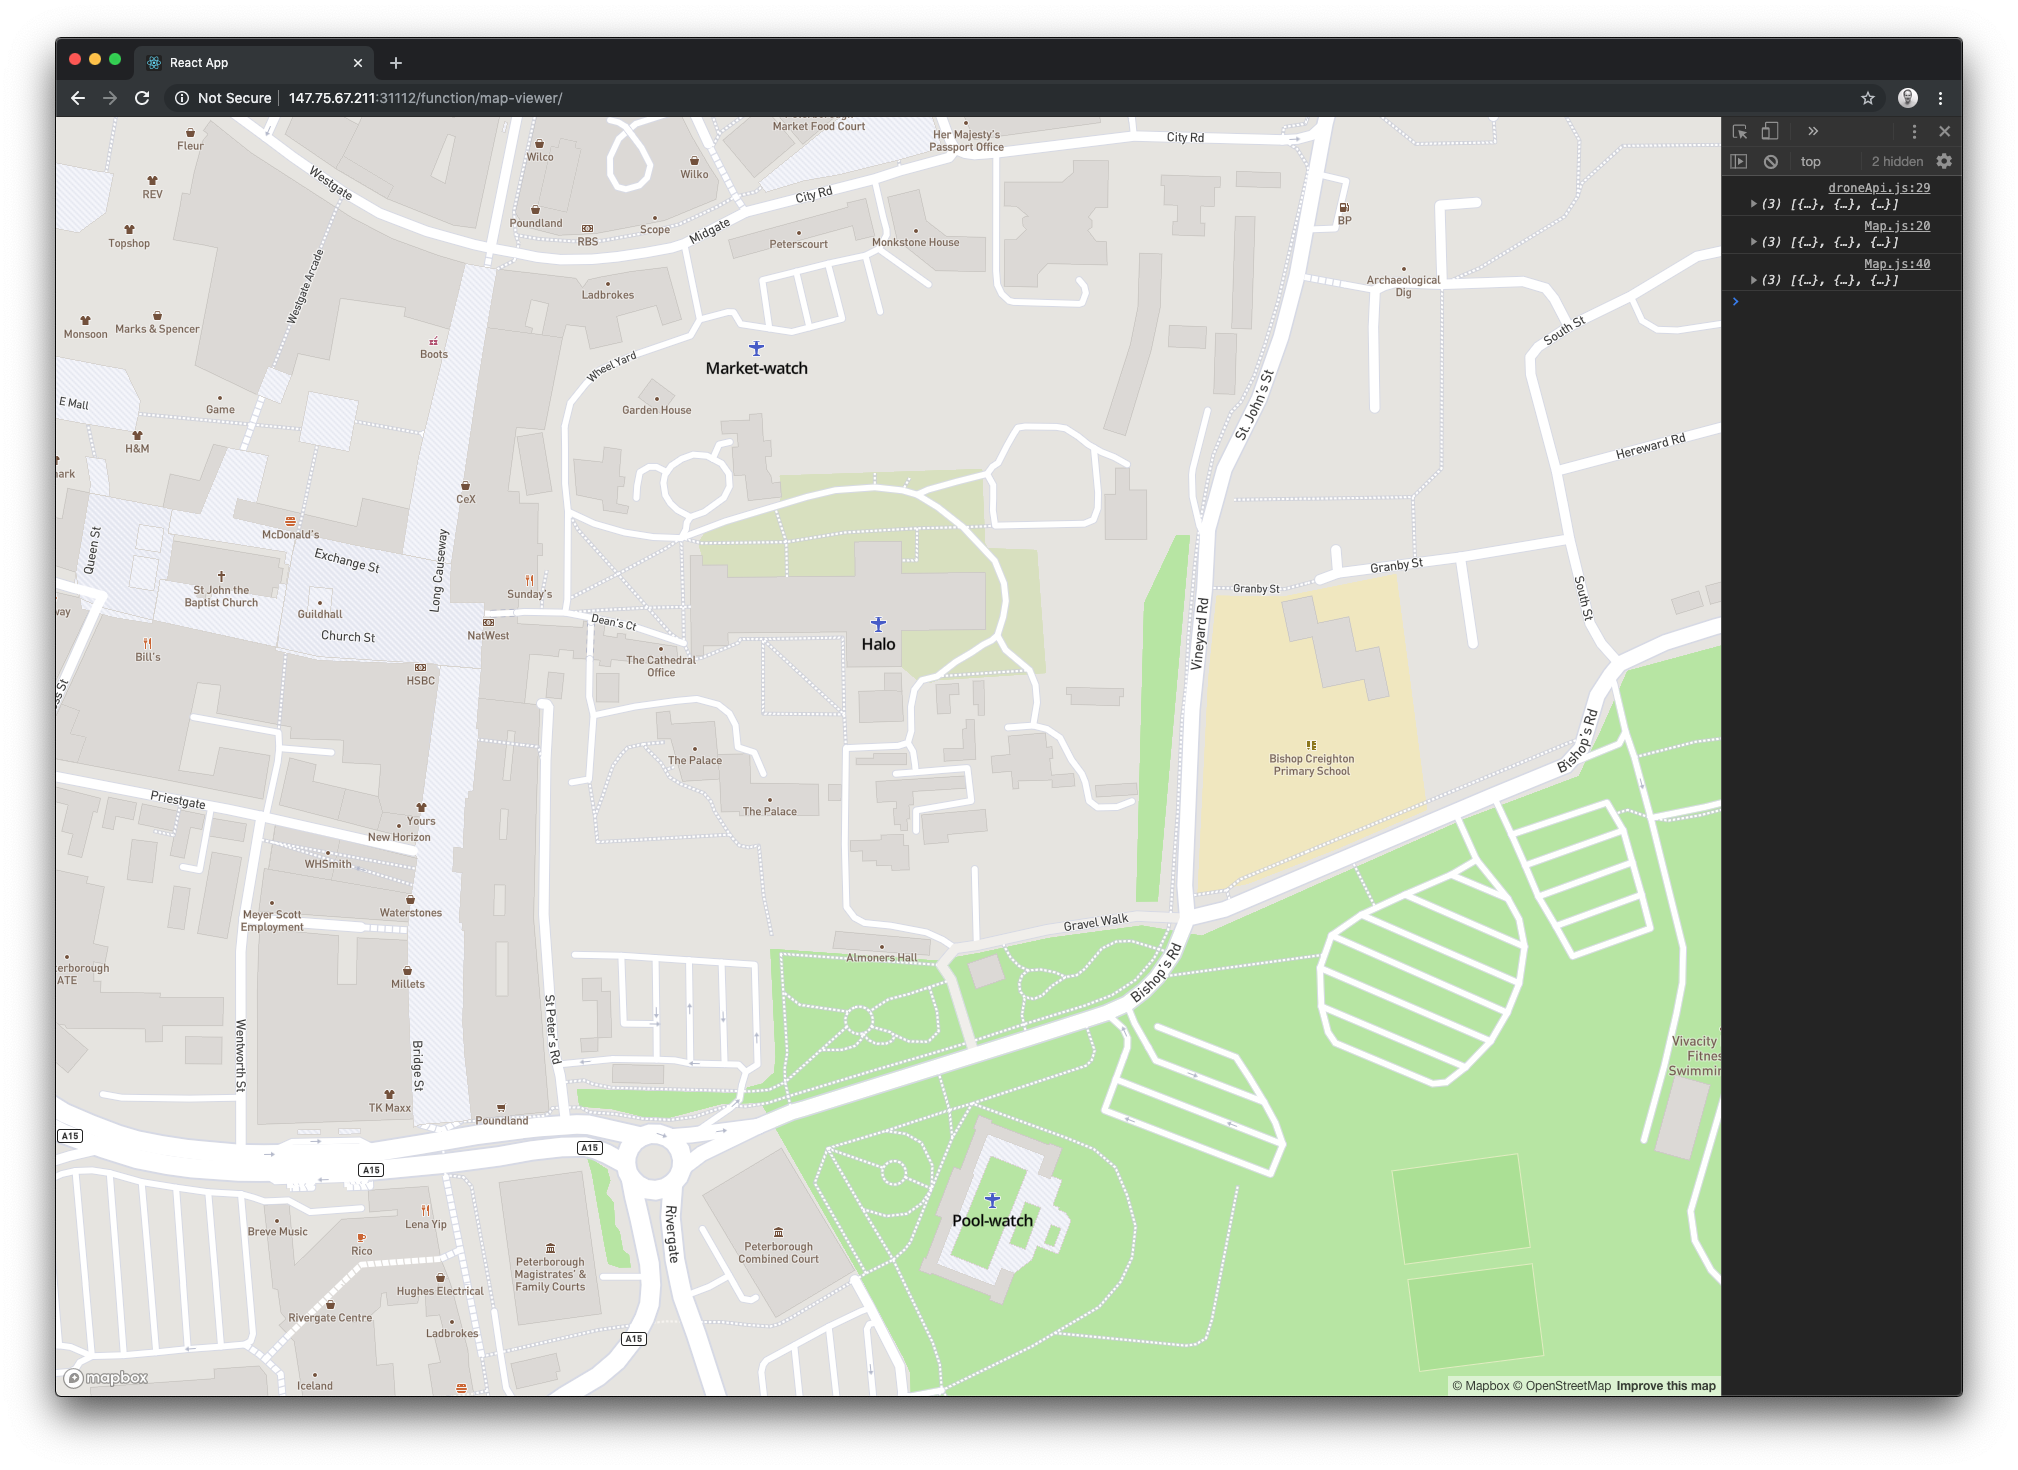 React App
Not Secure
147.75.67.211:31112/function/map-viewer/
top
2 hidden
droneApi.js:29
(3) [{…}, {…}, {…}]
Map.js:20
(3) [{…}, {…}, {…}]
Map.js:40
(3) [{…}, {…}, {…}]
Market Food Court
Her Majesty's
Passport Office
City Rd
Fleur
Wilco
Wilko
Westgate
REV
City Rd
Poundland
Scope
RBS
Midgate
Peterscourt
Monkstone House
BP
Topshop
Westgate Arcade
Ladbrokes
Archaeological
Dig
Monsoon
Marks & Spencer
Boots
South St
Market-watch
Wheel Yard
E Mall
Game
Garden House
St. John's St
H&M
Hereward Rd
CeX
McDonald's
Queen St
Exchange St
Long Causeway
St John the
Baptist Church
Guildhall
Sunday's
Granby St
Granby St
South St
Church St
NatWest
Dean's Ct
Halo
Vineyard Rd
Bill's
The Cathedral
Office
HSBC
Bishop's Rd
The Palace
Bishop Creighton
Primary School
Priestgate
Yours
New Horizon
The Palace
WHSmith
Meyer Scott
Employment
Waterstones
Gravel Walk
Almoners Hall
Bishop's Rd
Millets
St Peter's Rd
Wentworth St
Bridge St
Vivacity
TK Maxx
Poundland
A15
A15
A15
Pool-watch
Breve Music
Lena Yip
Rico
Rivergate
Peterborough
Combined Court
Peterborough
Magistrates' &
Family Courts
Hughes Electrical
Rivergate Centre
Ladbrokes
A15
Iceland
mapbox
© Mapbox © OpenStreetMap Improve this map